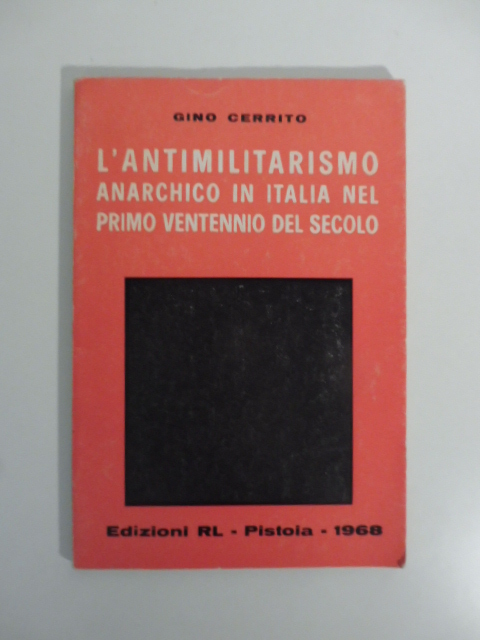 GINO CERRITO
L'ANTIMILITARISMO
ANARCHICO IN ITALIA NEL
PRIMO VENTENNIO DEL SECOLO
Edizioni RL - Pistoia - 1968